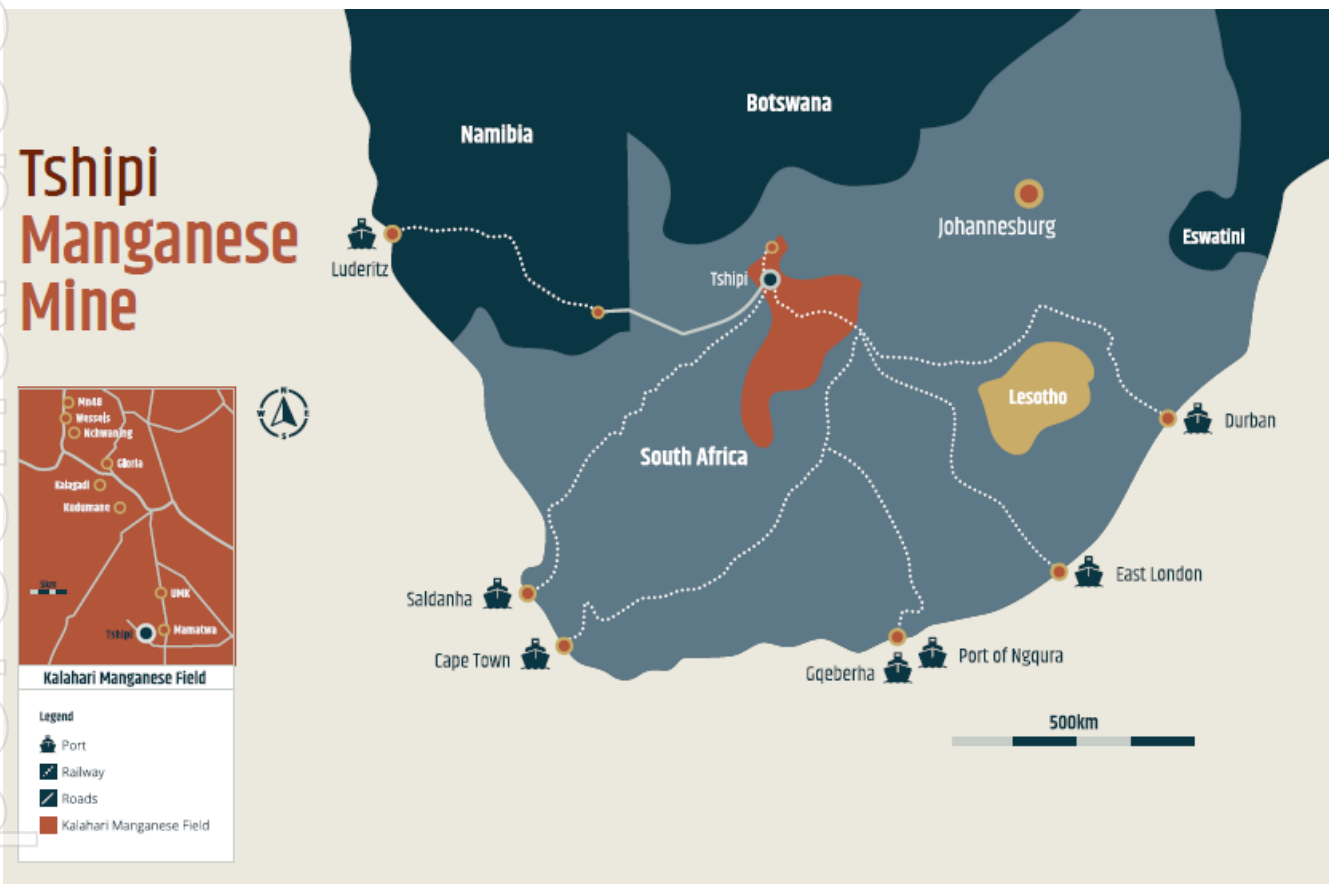 Tshipi
Manganese
Mine
Namibia
Botswana
Johannesburg
Eswatini
Luderitz
Tshipi
Lesotho
Durban
South Africa
East London
Saldanha
Cape Town
Gqeberha
Port of Ngqura
500km
N
W
E
S
Mn48
Wessels
Nchwaning
Gloria
Kalagadi
Kudumane
5km
UMK
Tshipi
Mamatwa
Kalahari Manganese Field
Legend
Port
Railway
Roads
Kalahari Manganese Field